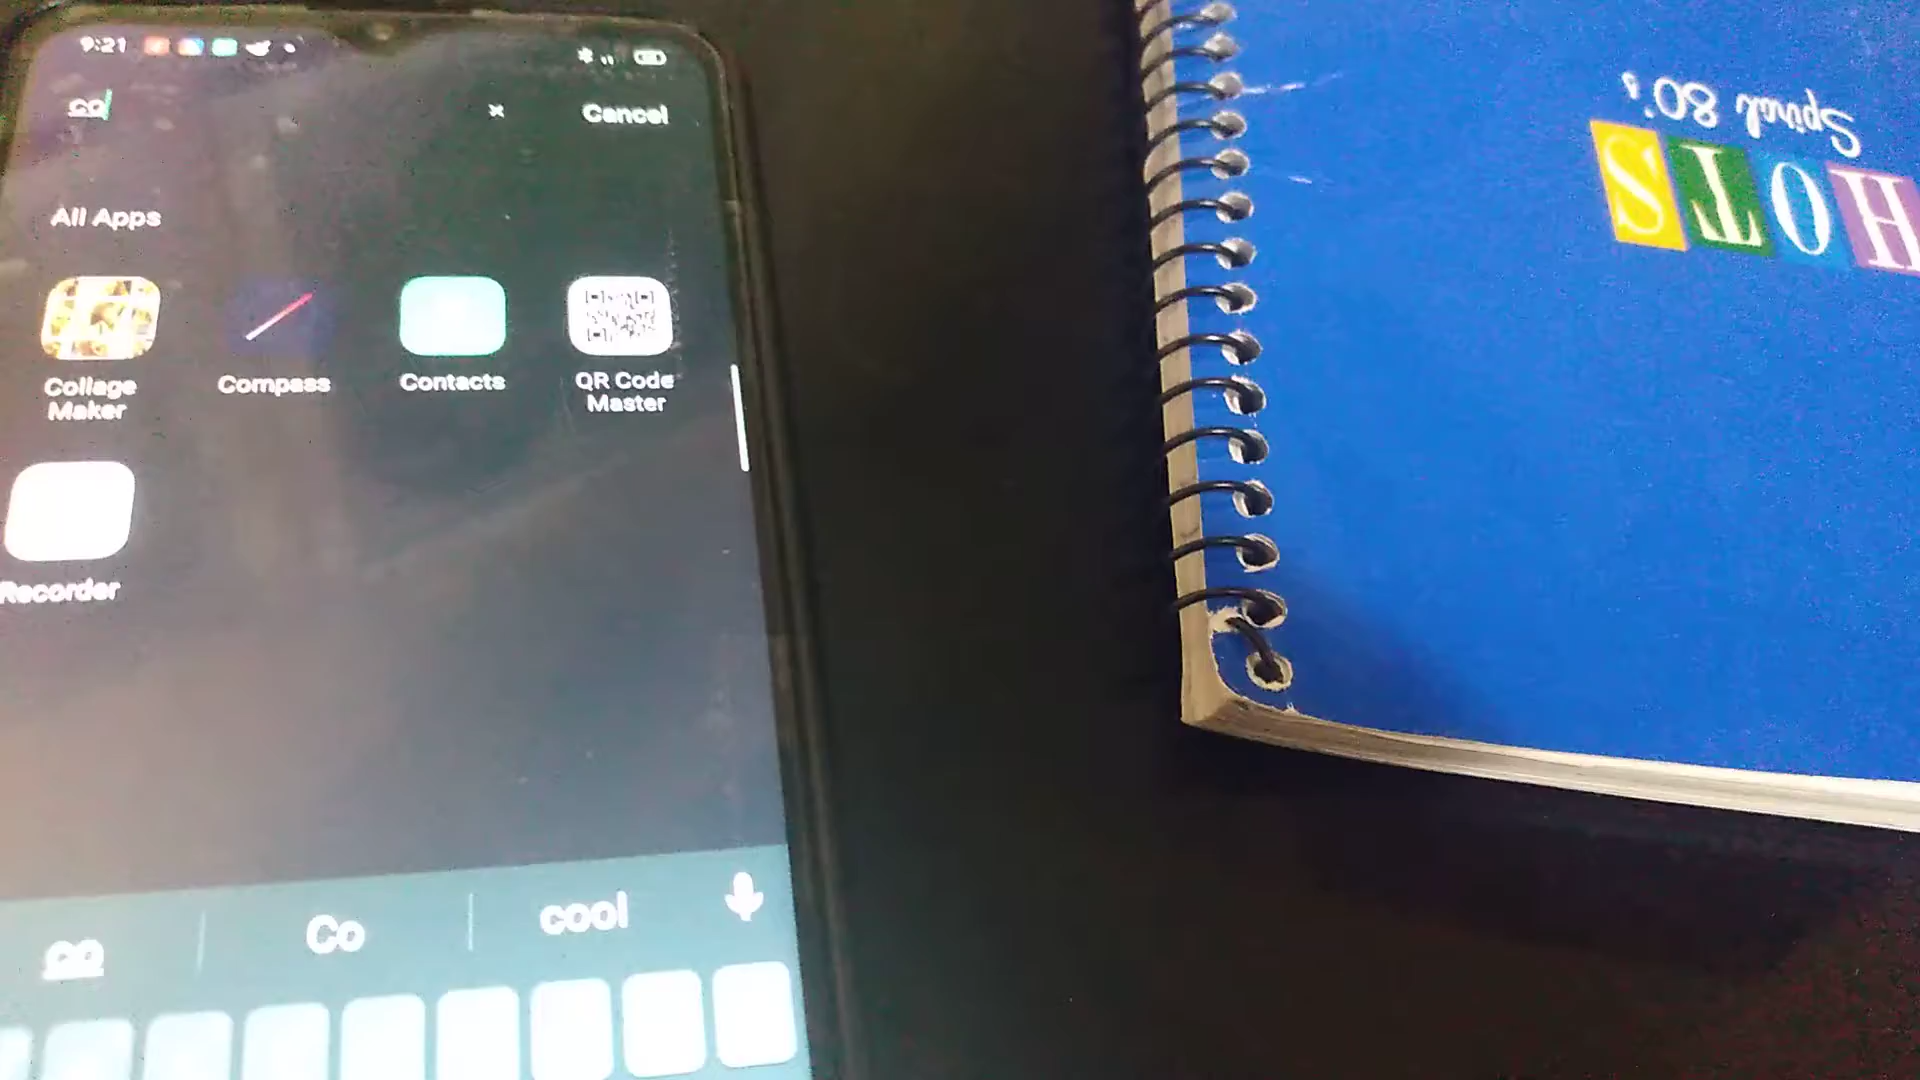 9:21
co
Cancel
All Apps
Collage Maker
Compass
Contacts
QR Code Master
Recorder
co
Co
cool
HOTS
Spiral 80's